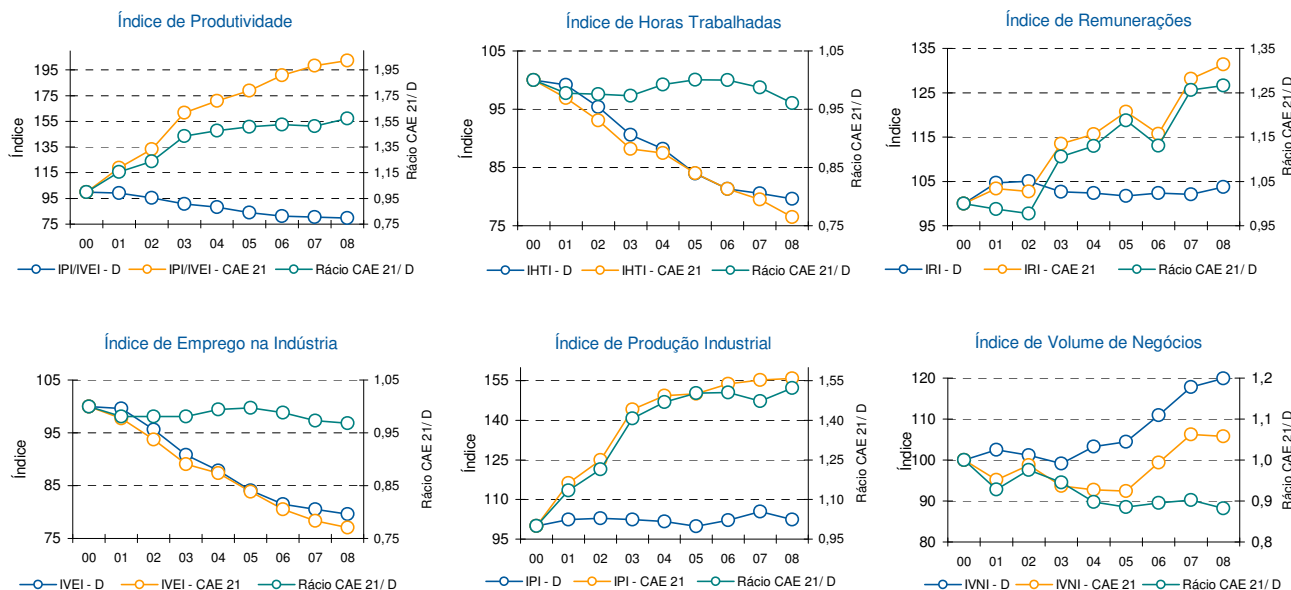 Índice de Produtividade
195
175
155
135
115
95
75
1,95
1,75
1,55
1,35
1,15
0,95
0,75
Índice
Rácio CAE 21/ D
00 01 02 03 04 05 06 07 08
IPI/IVEI - D IPI/IVEI - CAE 21 Rácio CAE 21/ D
Índice de Horas Trabalhadas
105
95
85
75
1,05
0,95
0,85
0,75
Índice
Rácio CAE 21/ D
00 01 02 03 04 05 06 07 08
IHTI - D IHTI - CAE 21 Rácio CAE 21/ D
Índice de Remunerações
135
125
115
105
95
1,35
1,25
1,15
1,05
0,95
Índice
Rácio CAE 21/ D
00 01 02 03 04 05 06 07 08
IRI - D IRI - CAE 21 Rácio CAE 21/ D
Índice de Emprego na Indústria
105
95
85
75
1,05
0,95
0,85
0,75
Índice
Rácio CAE 21/ D
00 01 02 03 04 05 06 07 08
IVEI - D IVEI - CAE 21 Rácio CAE 21/ D
Índice de Produção Industrial
155
140
125
110
95
1,55
1,40
1,25
1,10
0,95
Índice
Rácio CAE 21/ D
00 01 02 03 04 05 06 07 08
IPI - D IPI - CAE 21 Rácio CAE 21/ D
Índice de Volume de Negócios
120
110
100
90
80
1,2
1,1
1,0
0,9
0,8
Índice
Rácio CAE 21/ D
00 01 02 03 04 05 06 07 08
IVNI - D IVNI - CAE 21 Rácio CAE 21/ D